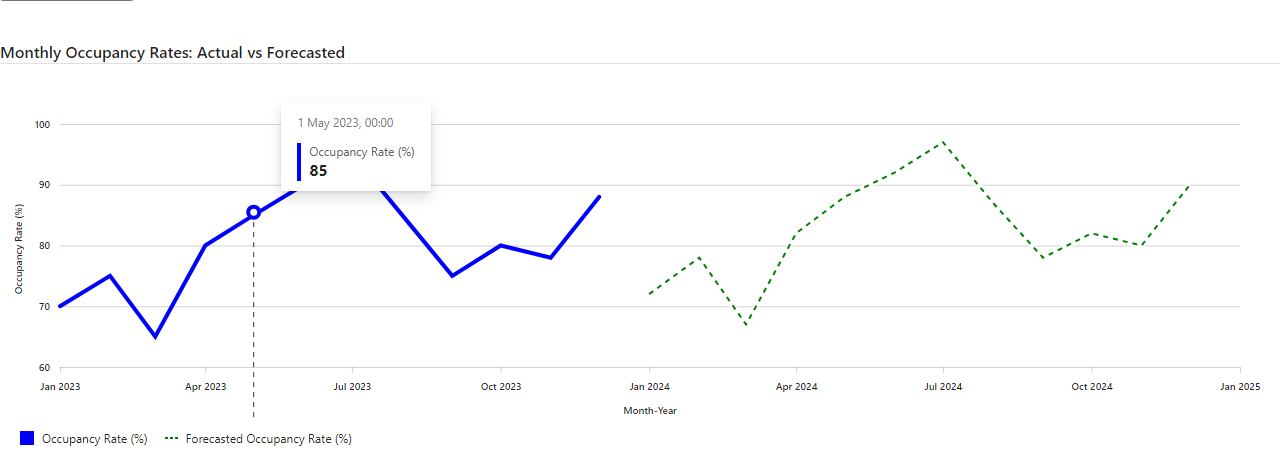 Monthly Occupancy Rates: Actual vs Forecasted
1 May 2023, 00:00
Occupancy Rate (%)
85
100
90
80
70
60
Occupancy Rate (%)
Jan 2023 Apr 2023 Jul 2023 Oct 2023 Jan 2024 Apr 2024 Jul 2024 Oct 2024 Jan 2025
Month-Year
Occupancy Rate (%) Forecasted Occupancy Rate (%)